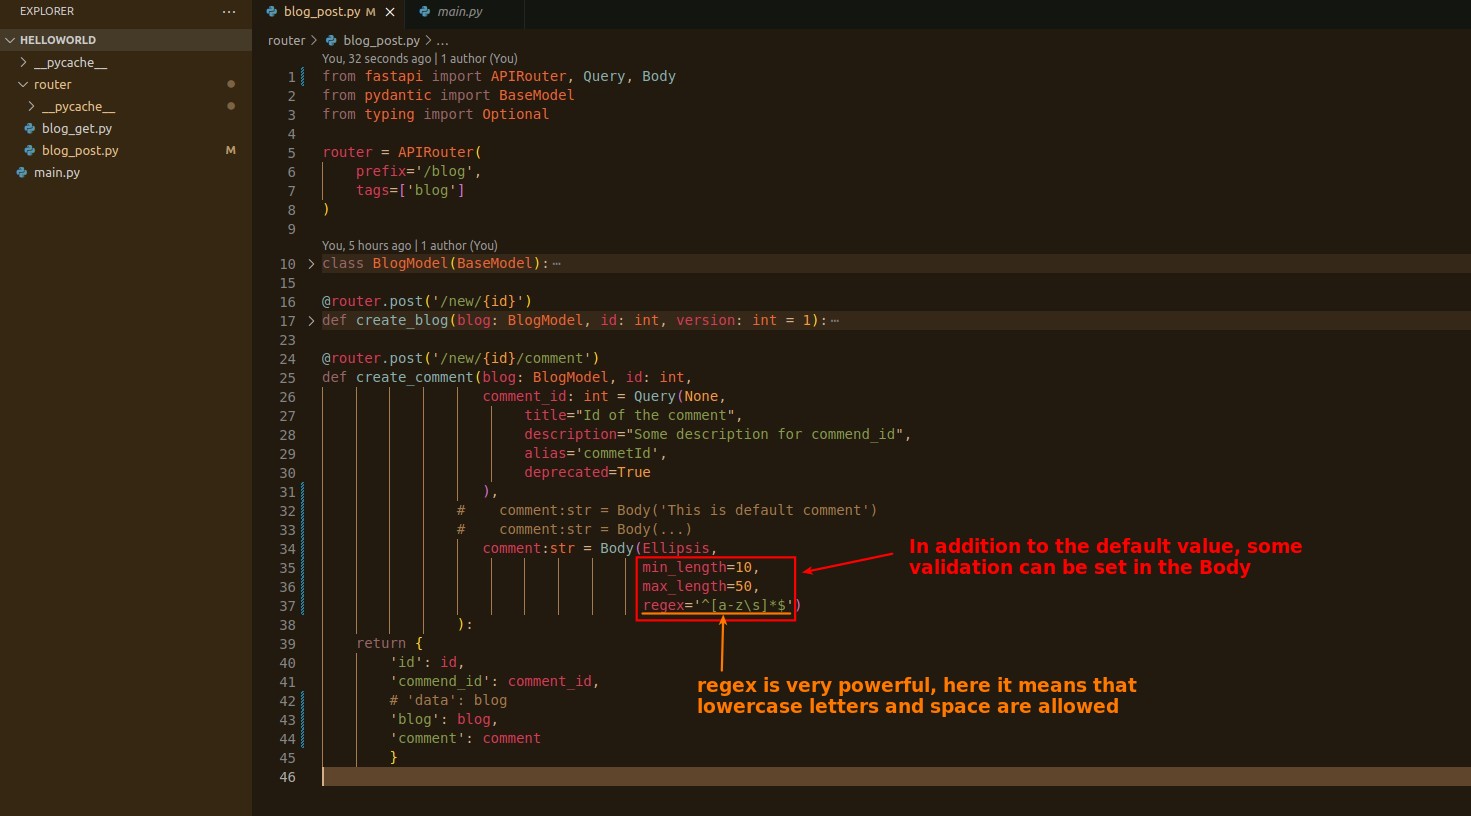 EXPLORER ···
HELLOWORLD
__pycache__
router
__pycache__
blog_get.py
blog_post.py M
main.py
blog_post.py M
main.py
router > blog_post.py > ...
You, 32 seconds ago | 1 author (You)
1 from fastapi import APIRouter, Query, Body
2 from pydantic import BaseModel
3 from typing import Optional
4
5 router = APIRouter(
6 prefix='/blog',
7 tags=['blog']
8 )
9
You, 5 hours ago | 1 author (You)
10 class BlogModel(BaseModel):···
15
16 @router.post('/new/{id}')
17 def create_blog(blog: BlogModel, id: int, version: int = 1):···
23
24 @router.post('/new/{id}/comment')
25 def create_comment(blog: BlogModel, id: int,
26 comment_id: int = Query(None,
27 title="Id of the comment",
28 description="Some description for commend_id",
29 alias='commetId',
30 deprecated=True
31 ),
32 # comment:str = Body('This is default comment')
33 # comment:str = Body(...)
34 comment:str = Body(Ellipsis,
35 min_length=10,
36 max_length=50,
37 regex='^[a-z\s]*$')
38 ):
39 return {
40 'id': id,
41 'commend_id': comment_id,
42 # 'data': blog
43 'blog': blog,
44 'comment': comment
45 }
46
In addition to the default value, some
validation can be set in the Body
regex is very powerful, here it means that
lowercase letters and space are allowed